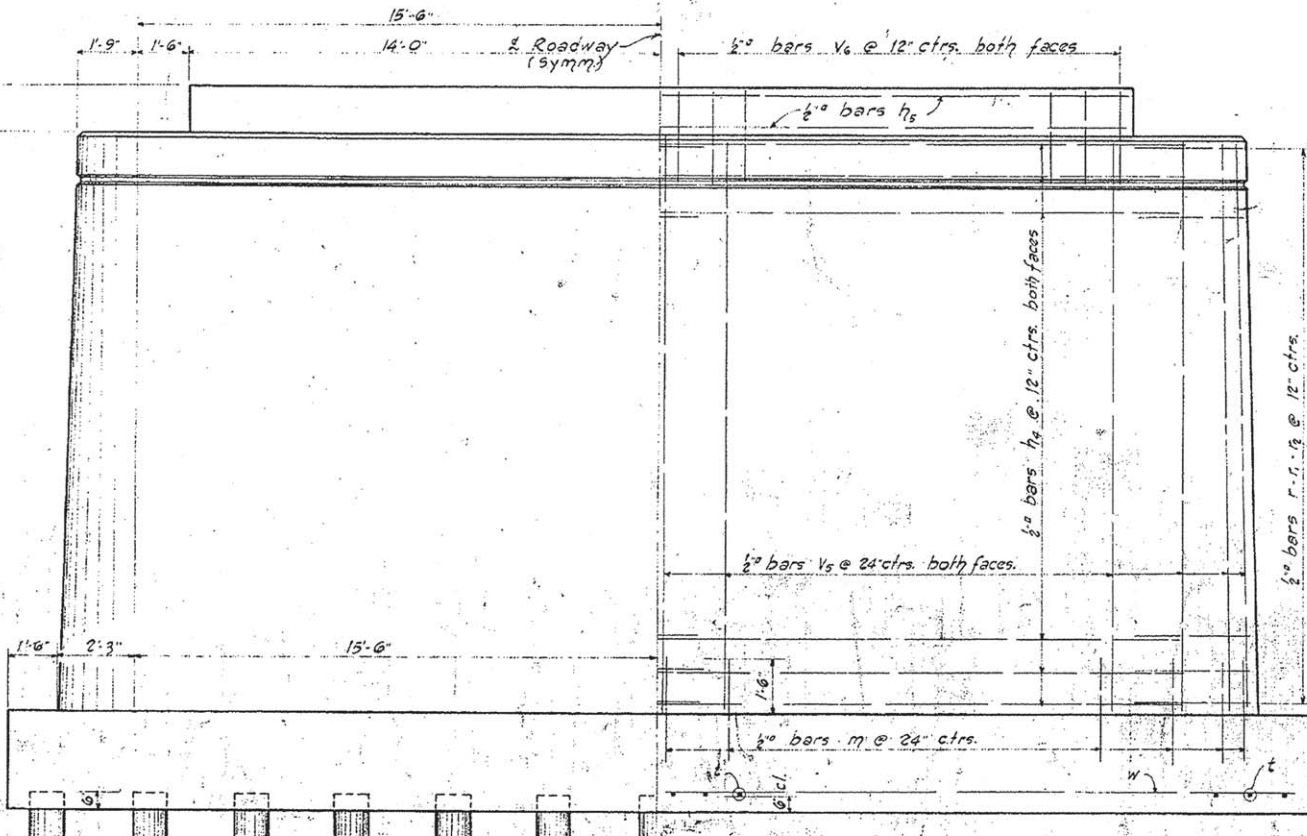 15'-6"
1'-9" 1'-6" 14'-0" ℄ Roadway
(Symm.)
½"□ bars V₆ @ 12" ctrs. both faces
½"□ bars h₅
½"□ bars h₄ @ 12" ctrs. both faces
½"□ bars r-r₁-r₂ @ 12" ctrs.
½"□ bars V₅ @ 24" ctrs. both faces.
1'-6" 2'-3" 15'-6"
1'-6"
½"□ bars m @ 24" ctrs.
6" t 6" cl. w t